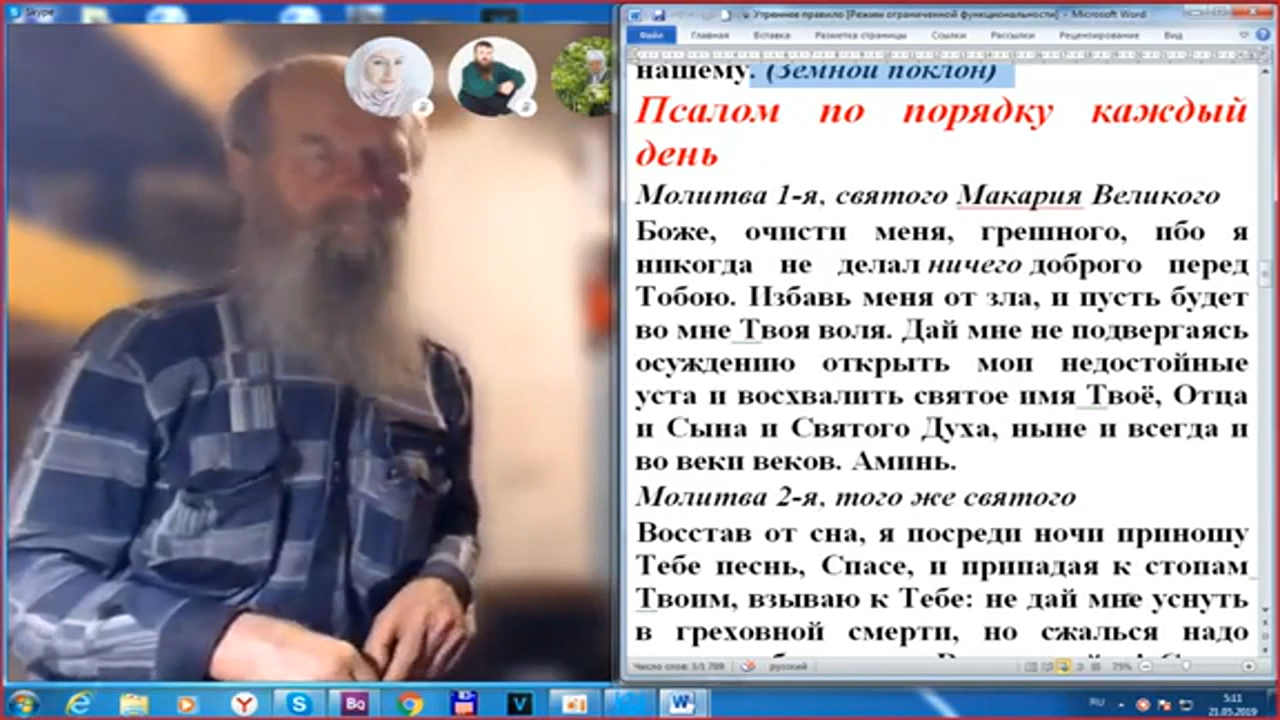 Skype
Утреннее правило [Режим ограниченной функциональности] - Microsoft Word
Файл Главная Вставка Разметка страницы Ссылки Рассылки Рецензирование Вид
нашему. (Земной поклон)
Псалом по порядку каждый
день
Молитва 1-я, святого Макария Великого
Боже, очисти меня, грешного, ибо я
никогда не делал ничего доброго перед
Тобою. Избавь меня от зла, и пусть будет
во мне Твоя воля. Дай мне не подвергаясь
осуждению открыть мои недостойные
уста и восхвалить святое имя Твоё, Отца
и Сына и Святого Духа, ныне и всегда и
во веки веков. Аминь.
Молитва 2-я, того же святого
Восстав от сна, я посреди ночи приношу
Тебе песнь, Спасе, и припадая к стопам
Твоим, взываю к Тебе: не дай мне уснуть
в греховной смерти, но сжалься надо
Число слов: 3/1 789 русский 75%
RU 5:11
21.05.2019